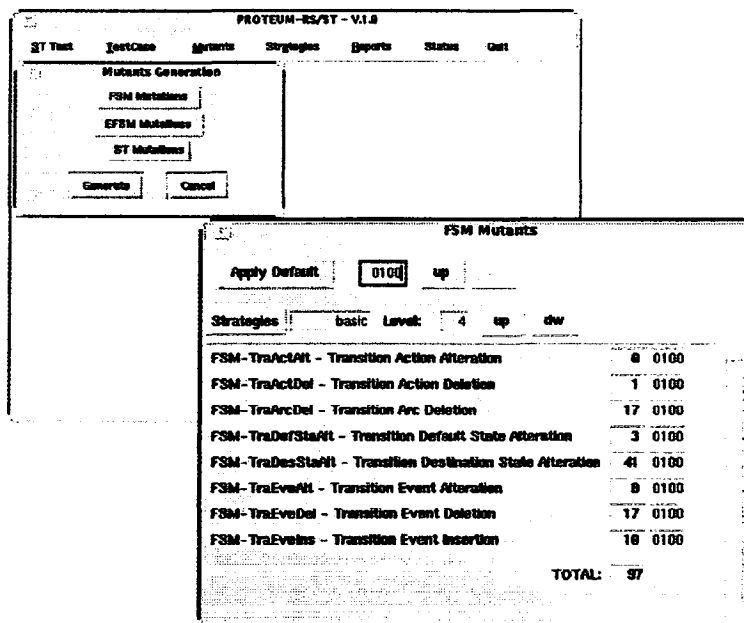 PROTEUM-RS/ST - V.1.0
ST Test TestCase Mutants Strategies Reports Status Quit
Mutants Generation
FSM Mutations
EFSM Mutations
ST Mutations
Generate Cancel
FSM Mutants
Apply Default 0100 up
Strategies basic Level: 4 up dw
FSM-TraActAlt - Transition Action Alteration 0 0100
FSM-TraActDel - Transition Action Deletion 1 0100
FSM-TraArcDel - Transition Arc Deletion 17 0100
FSM-TraDefStaAlt - Transition Default State Alteration 3 0100
FSM-TraDesStaAlt - Transition Destination State Alteration 41 0100
FSM-TraEveAlt - Transition Event Alteration 0100
FSM-TraEveDel - Transition Event Deletion 17 0100
FSM-TraEveIns - Transition Event Insertion 0100
TOTAL: 97